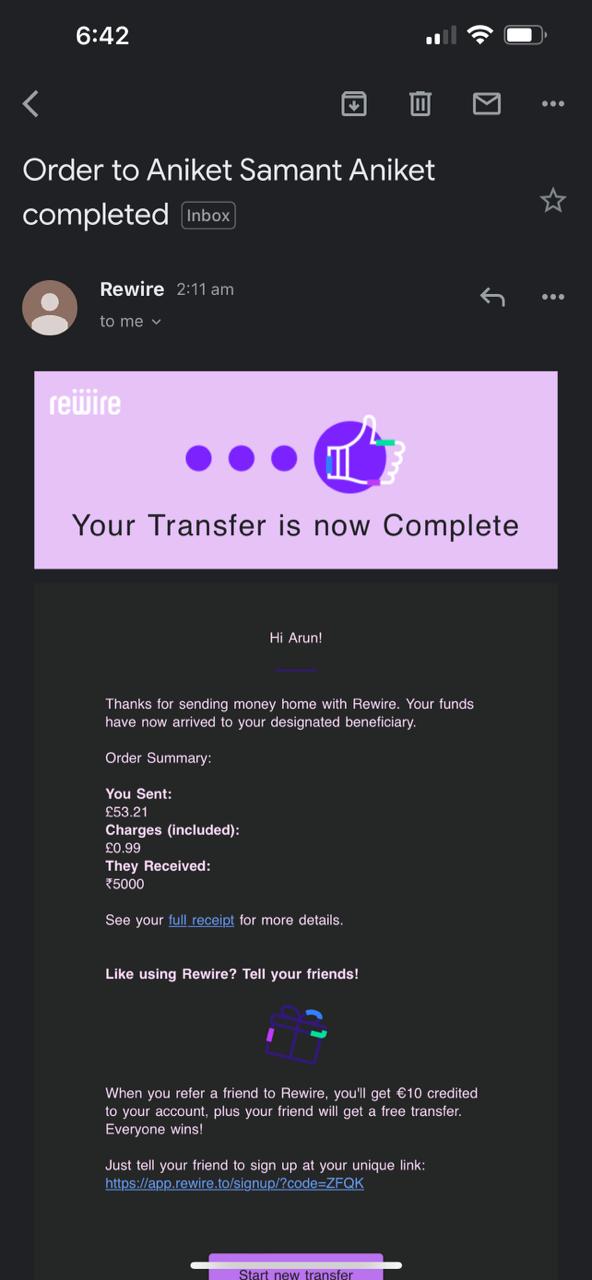 6:42
Order to Aniket Samant Aniket
completed Inbox
Rewire 2:11 am
to me
rewire
Your Transfer is now Complete
Hi Arun!
Thanks for sending money home with Rewire. Your funds
have now arrived to your designated beneficiary.
Order Summary:
You Sent:
£53.21
Charges (included):
£0.99
They Received:
₹5000
See your full receipt for more details.
Like using Rewire? Tell your friends!
When you refer a friend to Rewire, you'll get €10 credited
to your account, plus your friend will get a free transfer.
Everyone wins!
Just tell your friend to sign up at your unique link:
https://app.rewire.to/signup/?code=ZFQK
Start new transfer